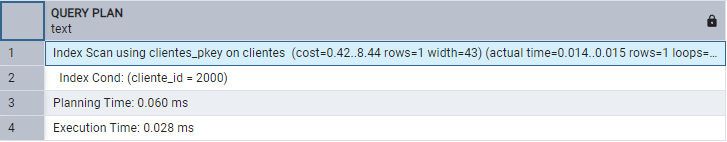 QUERY PLAN
text
1 Index Scan using clientes_pkey on clientes (cost=0.42..8.44 rows=1 width=43) (actual time=0.014..0.015 rows=1 loops=...
2 Index Cond: (cliente_id = 2000)
3 Planning Time: 0.060 ms
4 Execution Time: 0.028 ms